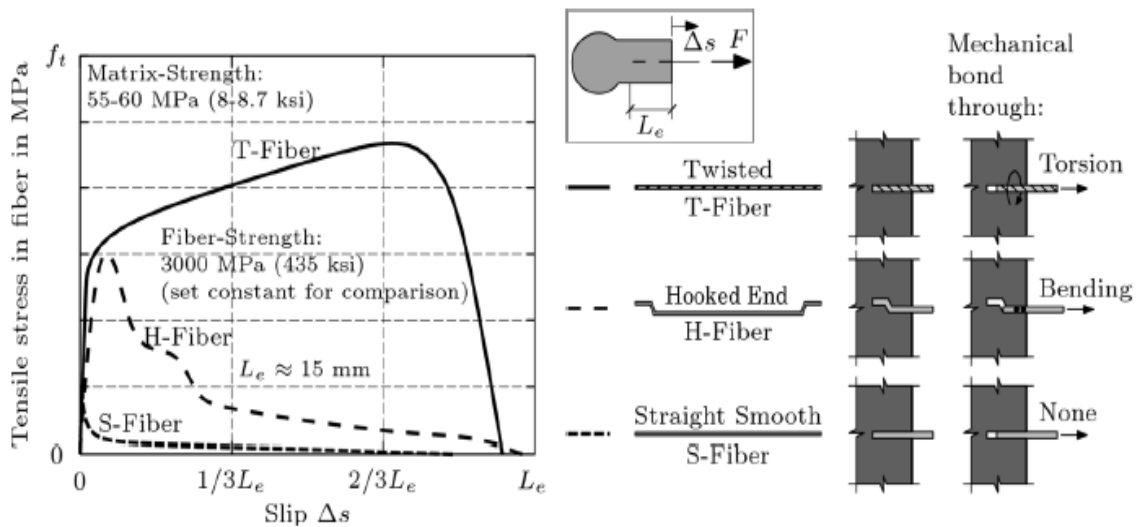 Tensile stress in fiber in MPa
f_t
0
Matrix-Strength:
55-60 MPa (8-8.7 ksi)
T-Fiber
Fiber-Strength:
3000 MPa (435 ksi)
(set constant for comparison)
H-Fiber
L_e ≈ 15 mm
S-Fiber
0
1/3L_e
2/3L_e
L_e
Slip Δs
Δs F
L_e
Mechanical
bond
through:
Twisted
T-Fiber
Torsion
Hooked End
H-Fiber
Bending
Straight Smooth
S-Fiber
None